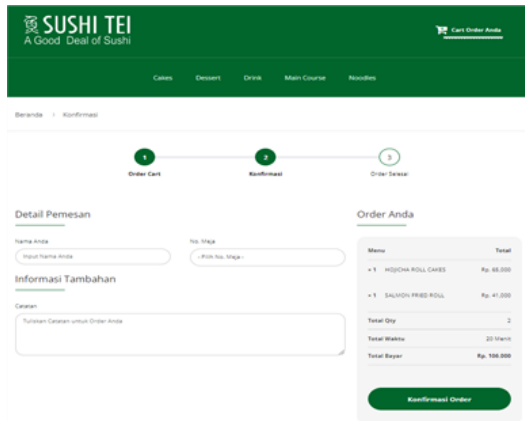 SUSHI TEI
A Good Deal of Sushi
Cart Order Anda
Cakes Dessert Drink Main Course Noodles
Beranda Konfirmasi
1 2 3
Order Cart Konfirmasi Order Selesai
Detail Pemesan
Nama Anda No. Meja
Input Nama Anda - Pilih No. Meja -
Informasi Tambahan
Catatan
Tuliskan Catatan untuk Order Anda
Order Anda
Menu Total
× 1 HOJICHA ROLL CAKES Rp.
× 1 SALMON FRIED ROLL Rp. 41,000
Total Qty 2
Total Waktu 20 Menit
Total Bayar Rp. 106.000
Konfirmasi Order